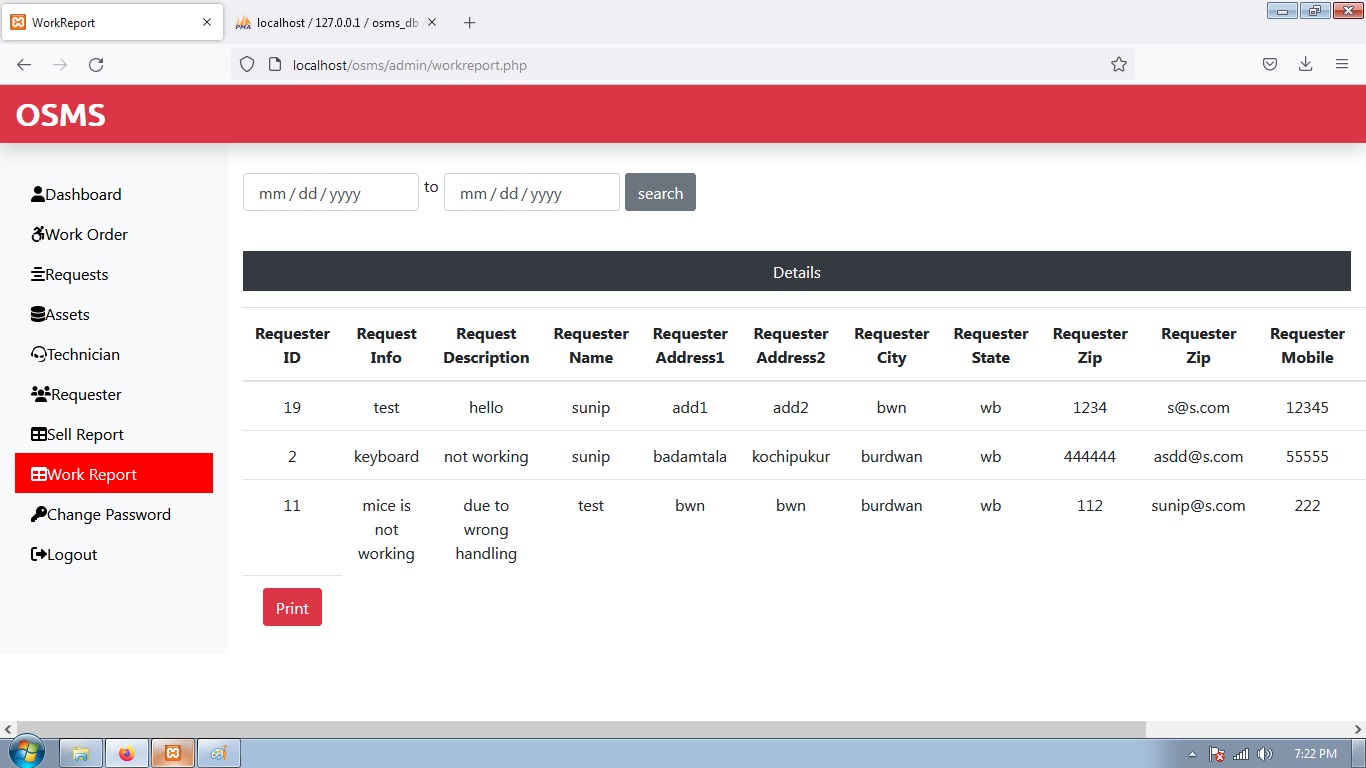 WorkReport
localhost / 127.0.0.1 / osms_db
localhost/osms/admin/workreport.php
OSMS
Dashboard
Work Order
Requests
Assets
Technician
Requester
Sell Report
Work Report
Change Password
Logout
mm / dd / yyyy to mm / dd / yyyy search
Details
Requester ID Request Info Request Description Requester Name Requester Address1 Requester Address2 Requester City Requester State Requester Zip Requester Zip Requester Mobile
19 test hello sunip add1 add2 bwn wb 1234 s@s.com 12345
2 keyboard not working sunip badamtala kochipukur burdwan wb 444444 asdd@s.com 55555
11 mice is not working due to wrong handling test bwn bwn burdwan wb 112 sunip@s.com 222
Print
7:22 PM